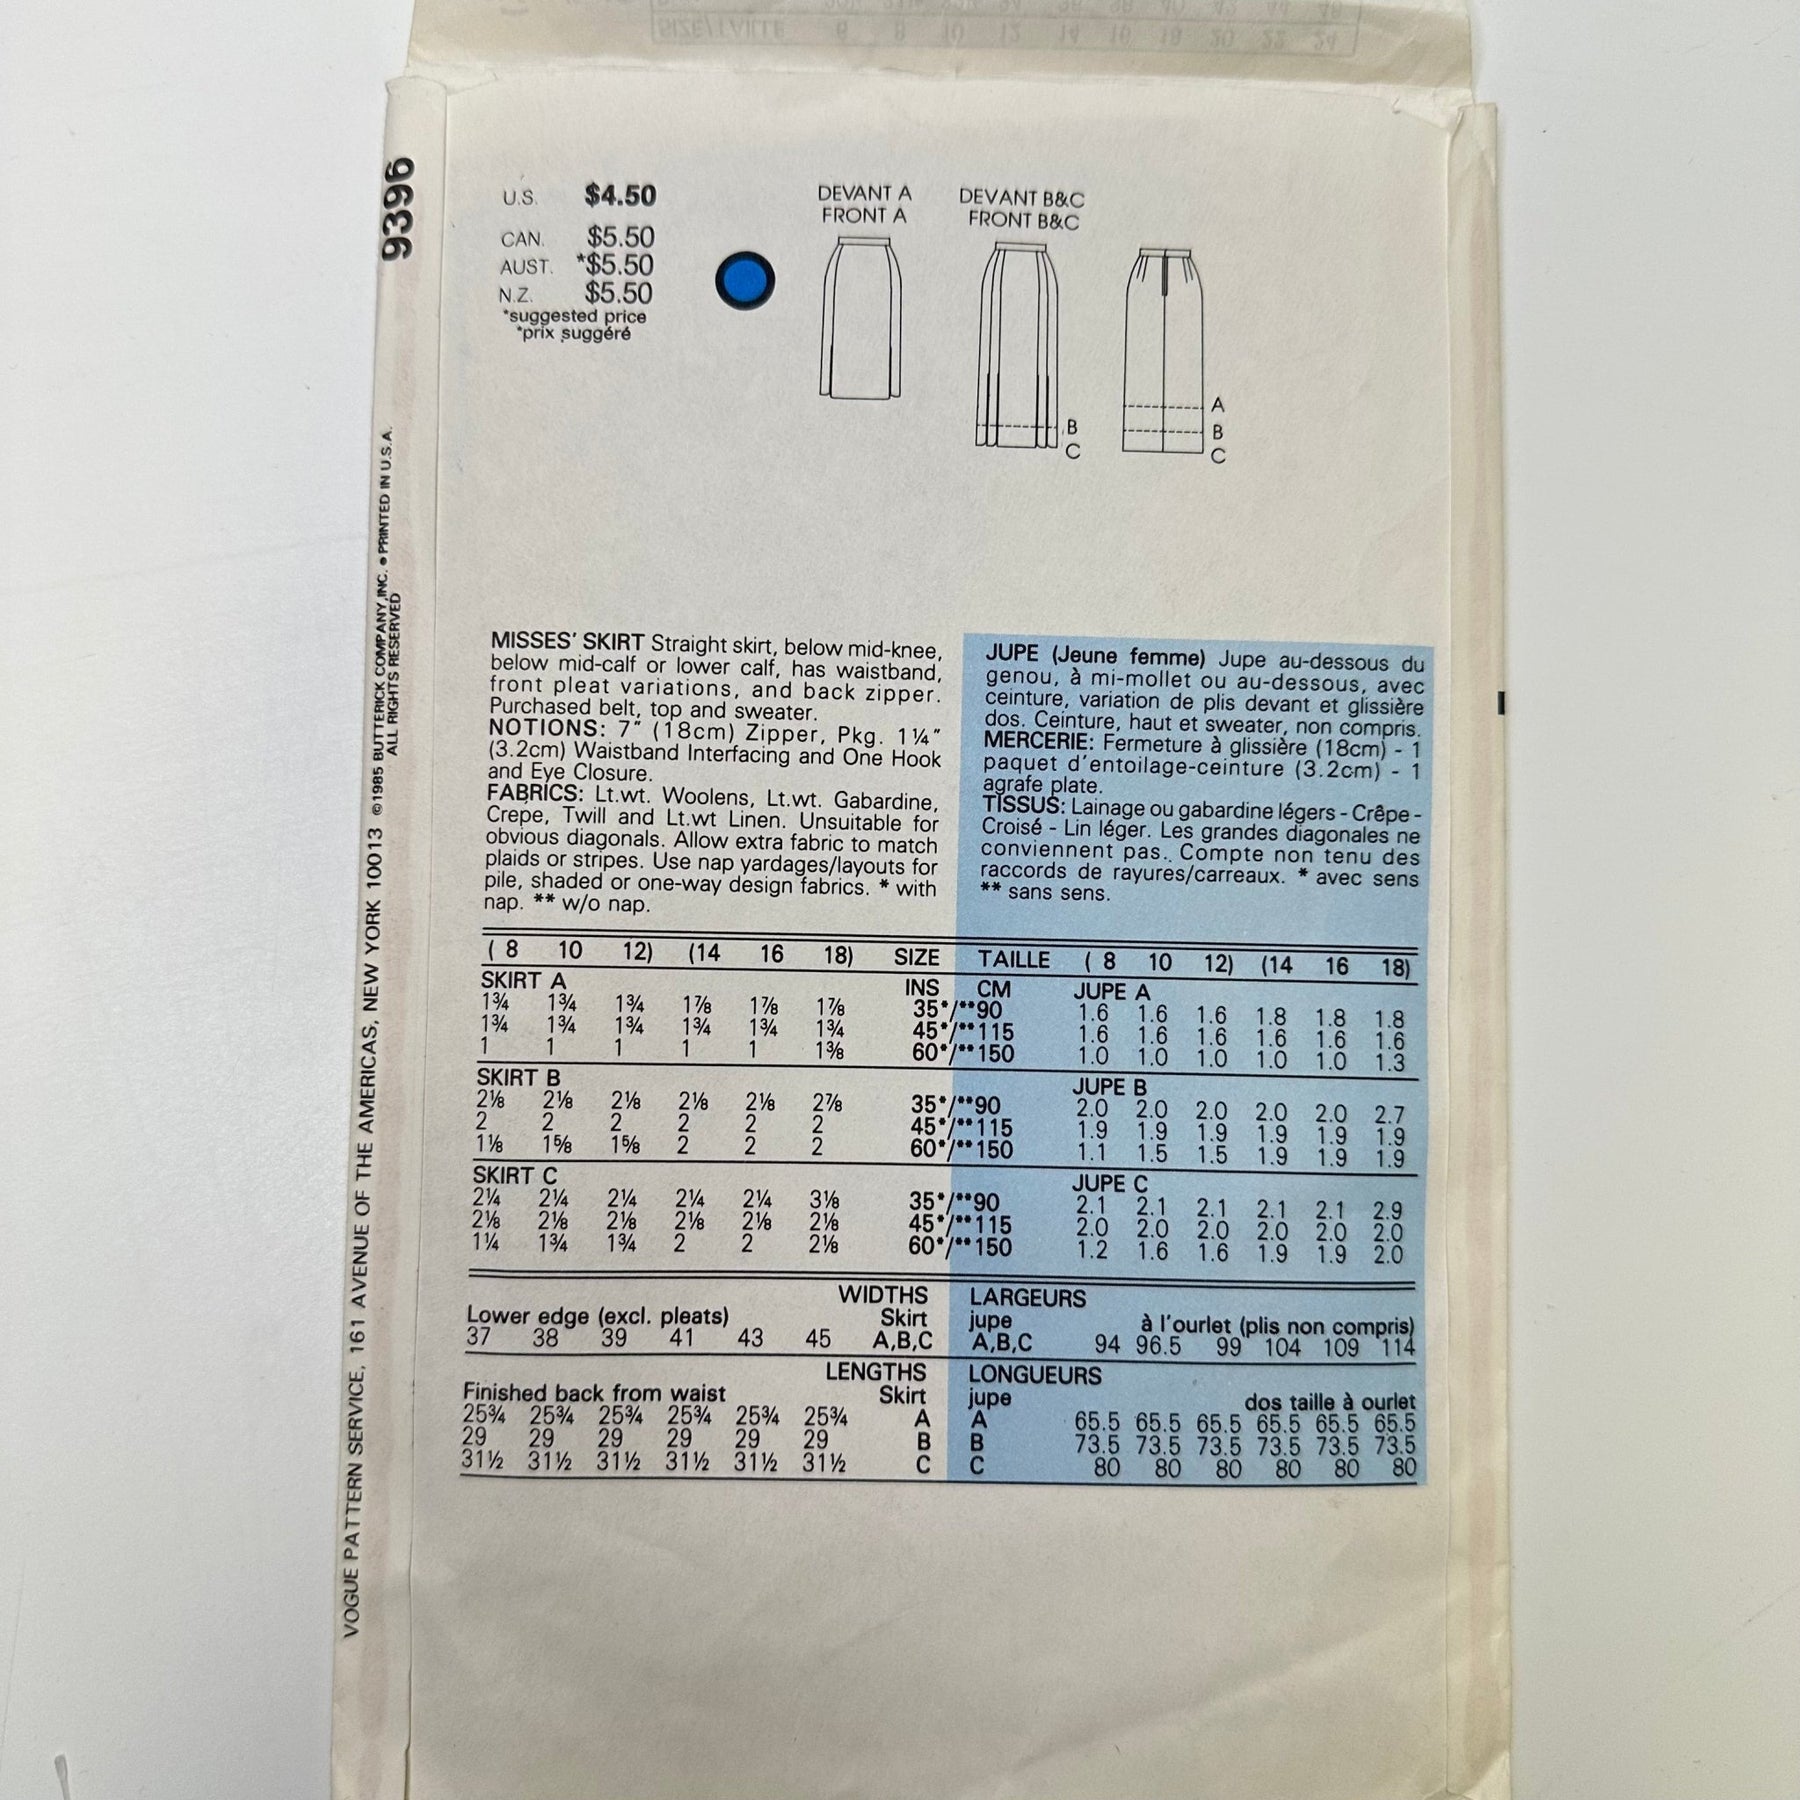 SIZE/TAILLE 6 8 10 12 14 16 18 20 22 24
9396
U.S. $4.50
CAN. $5.50
AUST. *$5.50
N.Z. $5.50
*suggested price
*prix suggéré
DEVANT A
FRONT A
DEVANT B&C
FRONT B&C
B
C
A
B
C
VOGUE PATTERN SERVICE, 161 AVENUE OF THE AMERICAS, NEW YORK 10013 ©1985 BUTTERICK COMPANY, INC. ● PRINTED IN U.S.A.
ALL RIGHTS RESERVED
MISSES' SKIRT Straight skirt, below mid-knee,
below mid-calf or lower calf, has waistband,
front pleat variations, and back zipper.
Purchased belt, top and sweater.
NOTIONS: 7" (18cm) Zipper, Pkg. 1¼"
(3.2cm) Waistband Interfacing and One Hook
and Eye Closure.
FABRICS: Lt.wt. Woolens, Lt.wt. Gabardine,
Crepe, Twill and Lt.wt Linen. Unsuitable for
obvious diagonals. Allow extra fabric to match
plaids or stripes. Use nap yardages/layouts for
pile, shaded or one-way design fabrics. * with
nap. ** w/o nap.
JUPE (Jeune femme) Jupe au-dessous du
genou, à mi-mollet ou au-dessous, avec
ceinture, variation de plis devant et glissière
dos. Ceinture, haut et sweater, non compris.
MERCERIE: Fermeture à glissière (18cm) - 1
paquet d'entoilage-ceinture (3.2cm) - 1
agrafe plate.
TISSUS: Lainage ou gabardine légers - Crêpe -
Croisé - Lin léger. Les grandes diagonales ne
conviennent pas. Compte non tenu des
raccords de rayures/carreaux. * avec sens
** sans sens.
( 8 10 12) (14 16 18) SIZE TAILLE ( 8 10 12) (14 16 18)
SKIRT A INS CM JUPE A
1¾ 1¾ 1¾ 1⅞ 1⅞ 1⅞ 35*/**90 1.6 1.6 1.6 1.8 1.8 1.8
1¾ 1¾ 1¾ 1¾ 1¾ 1¾ 45*/**115 1.6 1.6 1.6 1.6 1.6 1.6
1 1 1 1 1 1⅜ 60*/**150 1.0 1.0 1.0 1.0 1.0 1.3
SKIRT B JUPE B
2⅛ 2⅛ 2⅛ 2⅛ 2⅛ 2⅞ 35*/**90 2.0 2.0 2.0 2.0 2.0 2.7
2 2 2 2 2 2 45*/**115 1.9 1.9 1.9 1.9 1.9 1.9
1⅛ 1⅝ 1⅝ 2 2 2 60*/**150 1.1 1.5 1.5 1.9 1.9 1.9
SKIRT C JUPE C
2¼ 2¼ 2¼ 2¼ 2¼ 3⅛ 35*/**90 2.1 2.1 2.1 2.1 2.1 2.9
2⅛ 2⅛ 2⅛ 2⅛ 2⅛ 2⅛ 45*/**115 2.0 2.0 2.0 2.0 2.0 2.0
1¼ 1¾ 1¾ 2 2 2⅛ 60*/**150 1.2 1.6 1.6 1.9 1.9 2.0
WIDTHS LARGEURS
Lower edge (excl. pleats) Skirt jupe à l'ourlet (plis non compris)
37 38 39 41 43 45 A,B,C A,B,C 94 96.5 99 104 109 114
LENGTHS LONGUEURS
Finished back from waist Skirt jupe dos taille à ourlet
25¾ 25¾ 25¾ 25¾ 25¾ 25¾ A A 65.5 65.5 65.5 65.5 65.5 65.5
29 29 29 29 29 29 B B 73.5 73.5 73.5 73.5 73.5 73.5
31½ 31½ 31½ 31½ 31½ 31½ C C 80 80 80 80 80 80